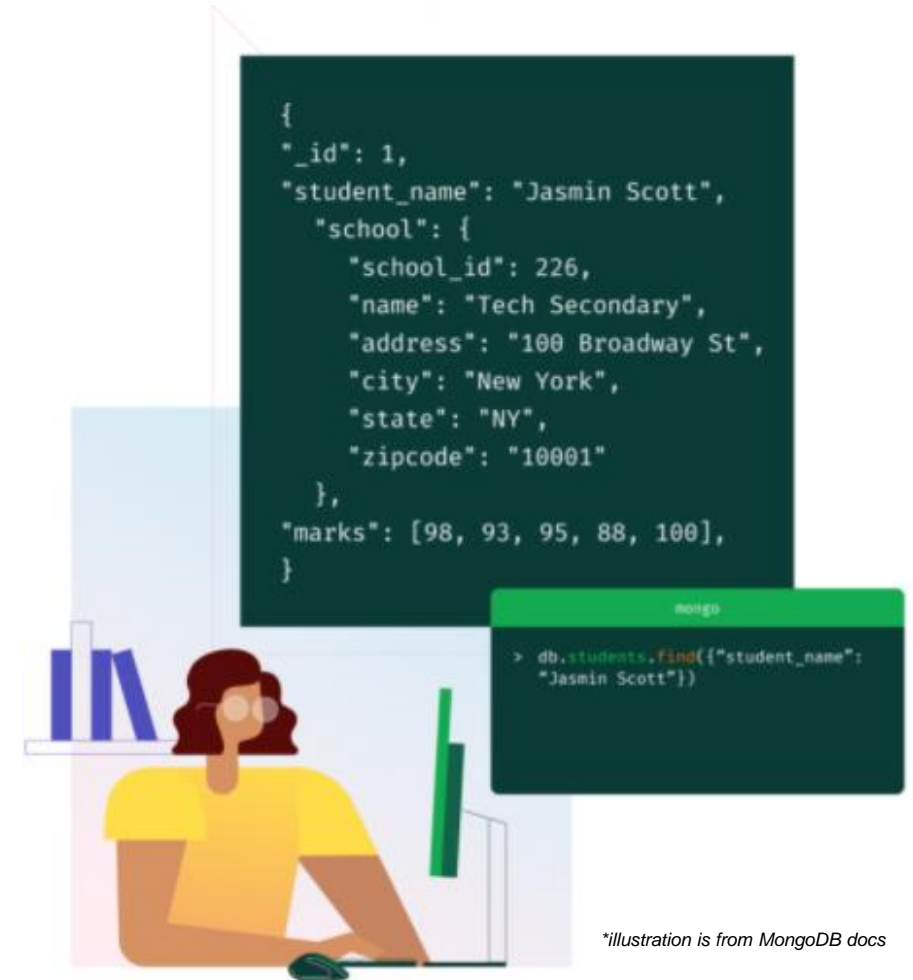 {
"_id": 1,
"student_name": "Jasmin Scott",
"school": {
"school_id": 226,
"name": "Tech Secondary",
"address": "100 Broadway St",
"city": "New York",
"state": "NY",
"zipcode": "10001"
},
"marks": [98, 93, 95, 88, 100],
}
mongo
> db.students.find({“student_name”:
“Jasmin Scott”})
*illustration is from MongoDB docs